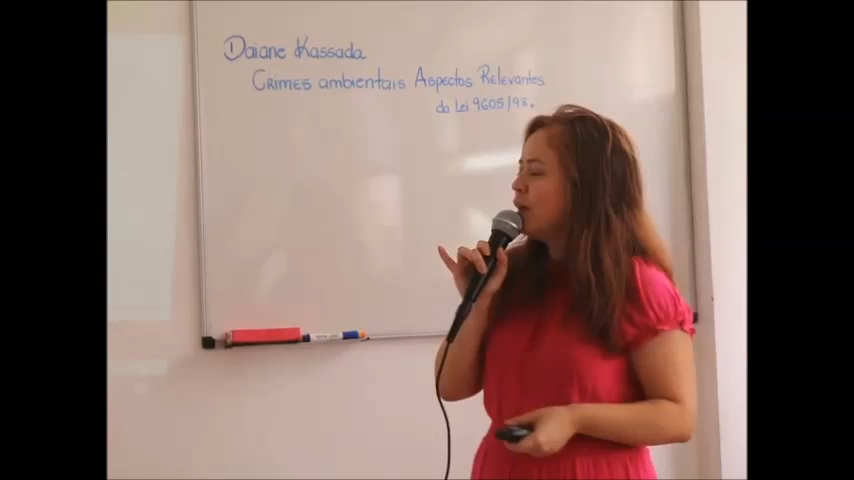 Daiane Kassada
Crimes ambientais Aspectos Relevantes
da Lei 9605/98.